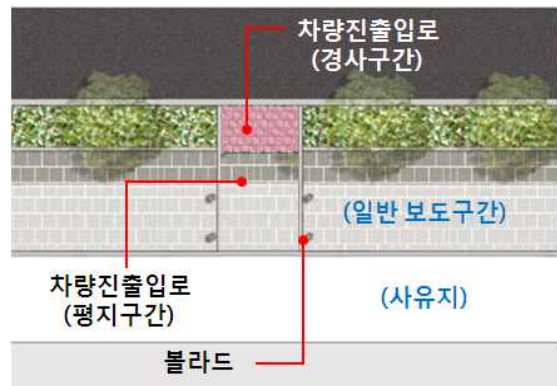 차량진출입로
(경사구간)
(일반 보도구간)
차량진출입로
(평지구간)
(사유지)
볼라드